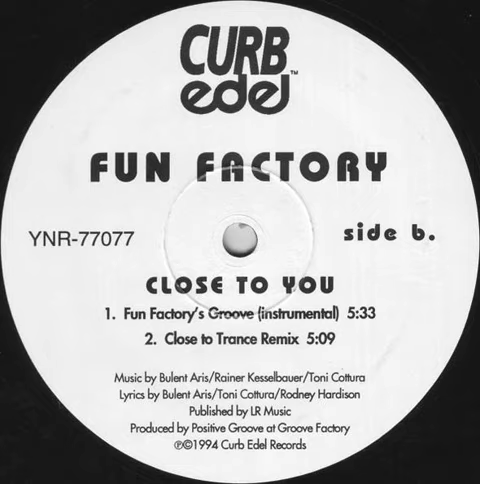 CURB
edel™
FUN FACTORY
YNR-77077
side b.
CLOSE TO YOU
1. Fun Factory's Groove (instrumental) 5:33
2. Close to Trance Remix 5:09
Music by Bulent Aris/Rainer Kesselbauer/Toni Cottura
Lyrics by Bulent Aris/Toni Cottura/Rodney Hardison
Published by LR Music
Produced by Positive Groove at Groove Factory
℗©1994 Curb Edel Records